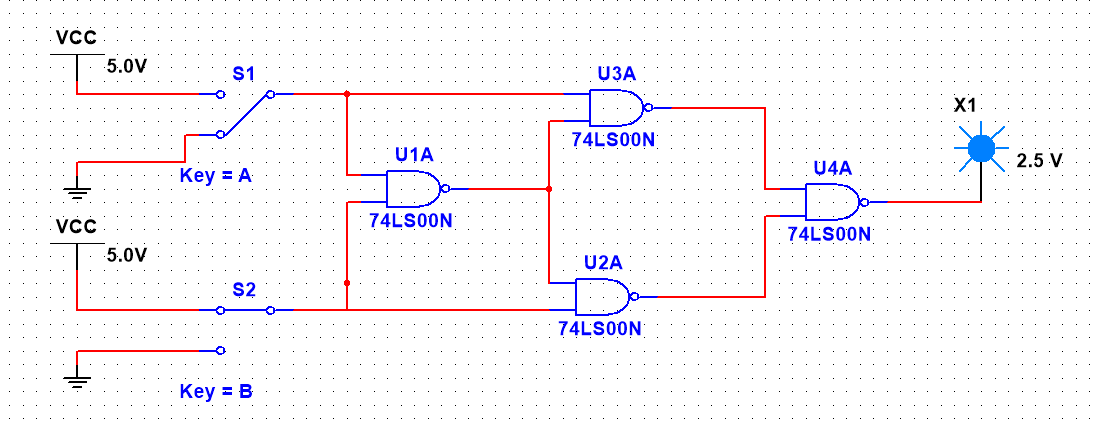 VCC
5.0V
S1
Key = A
U3A
74LS00N
X1
2.5 V
U1A
74LS00N
U4A
74LS00N
VCC
5.0V
S2
Key = B
U2A
74LS00N